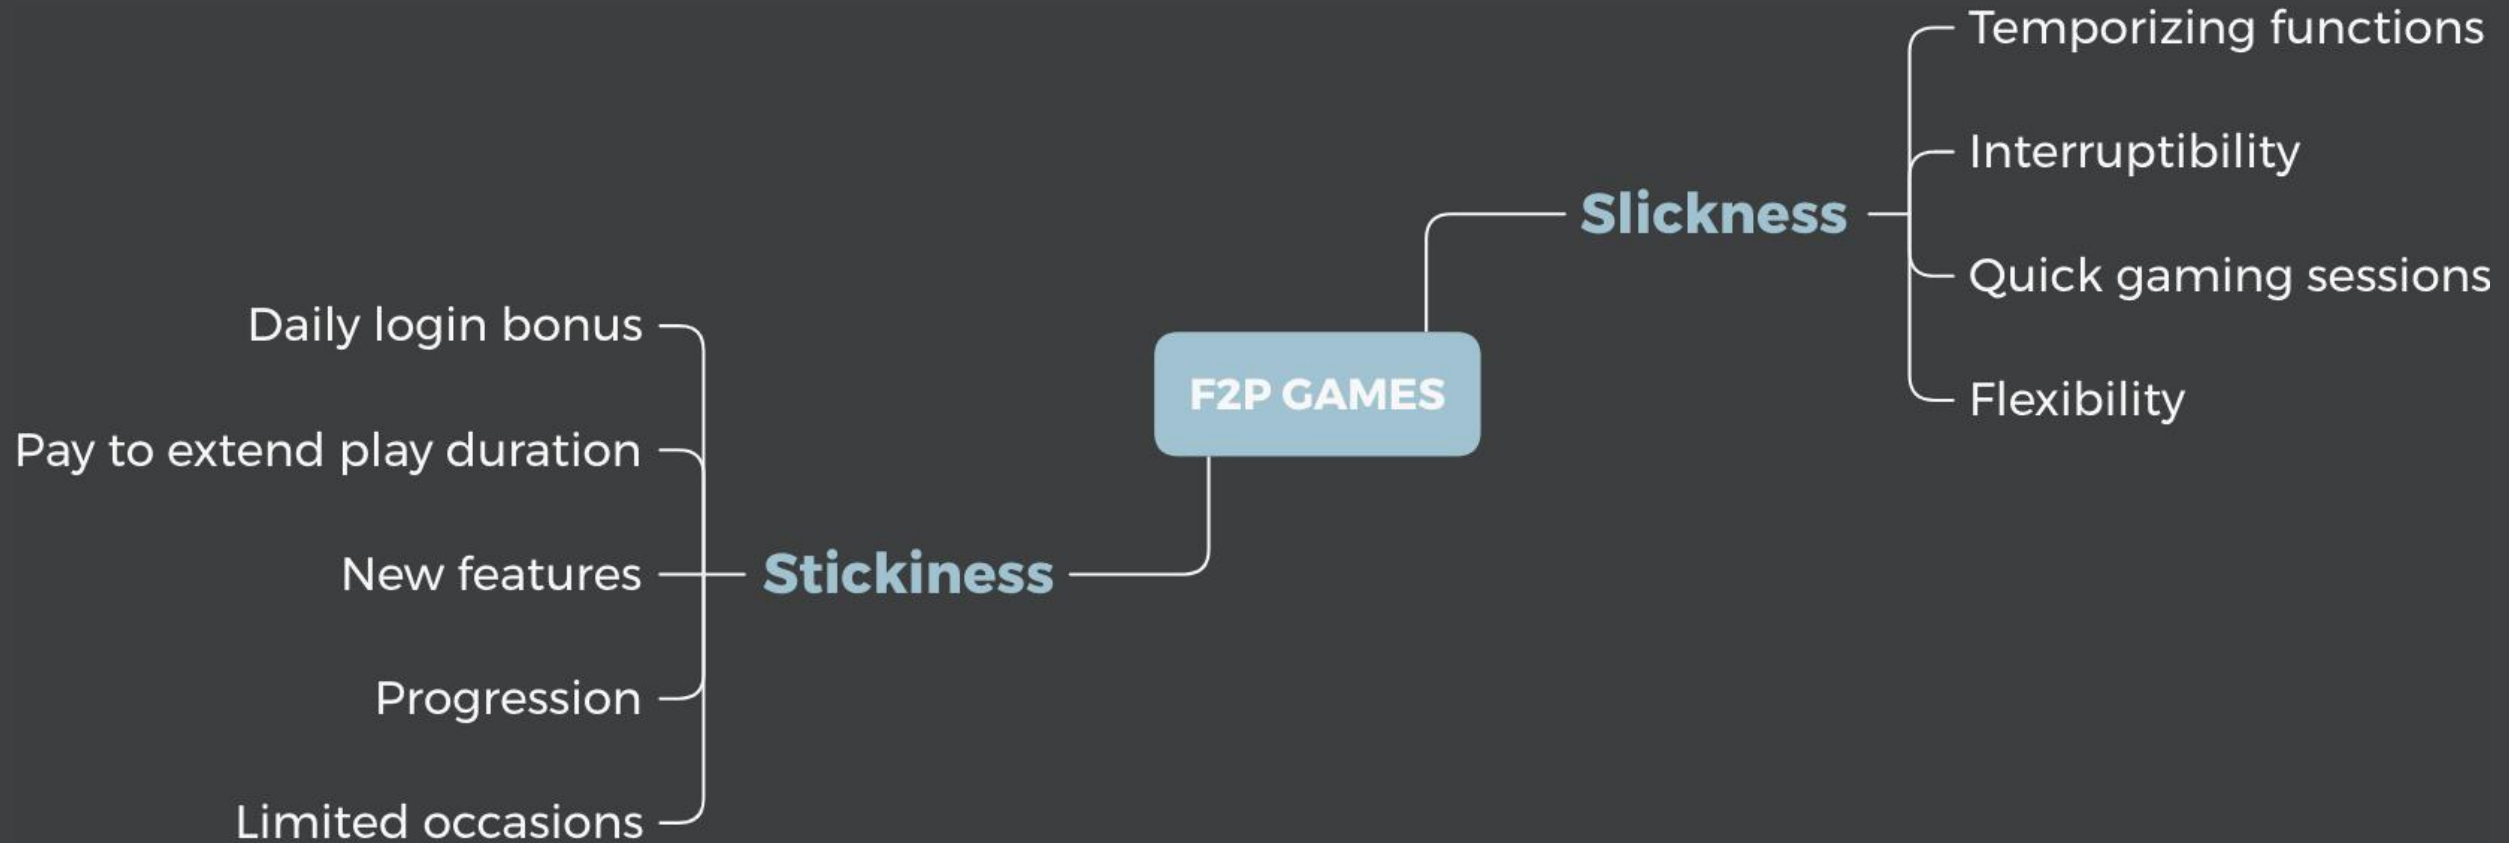 F2P GAMES
Slickness
Temporizing functions
Interruptibility
Quick gaming sessions
Flexibility
Stickiness
Daily login bonus
Pay to extend play duration
New features
Progression
Limited occasions